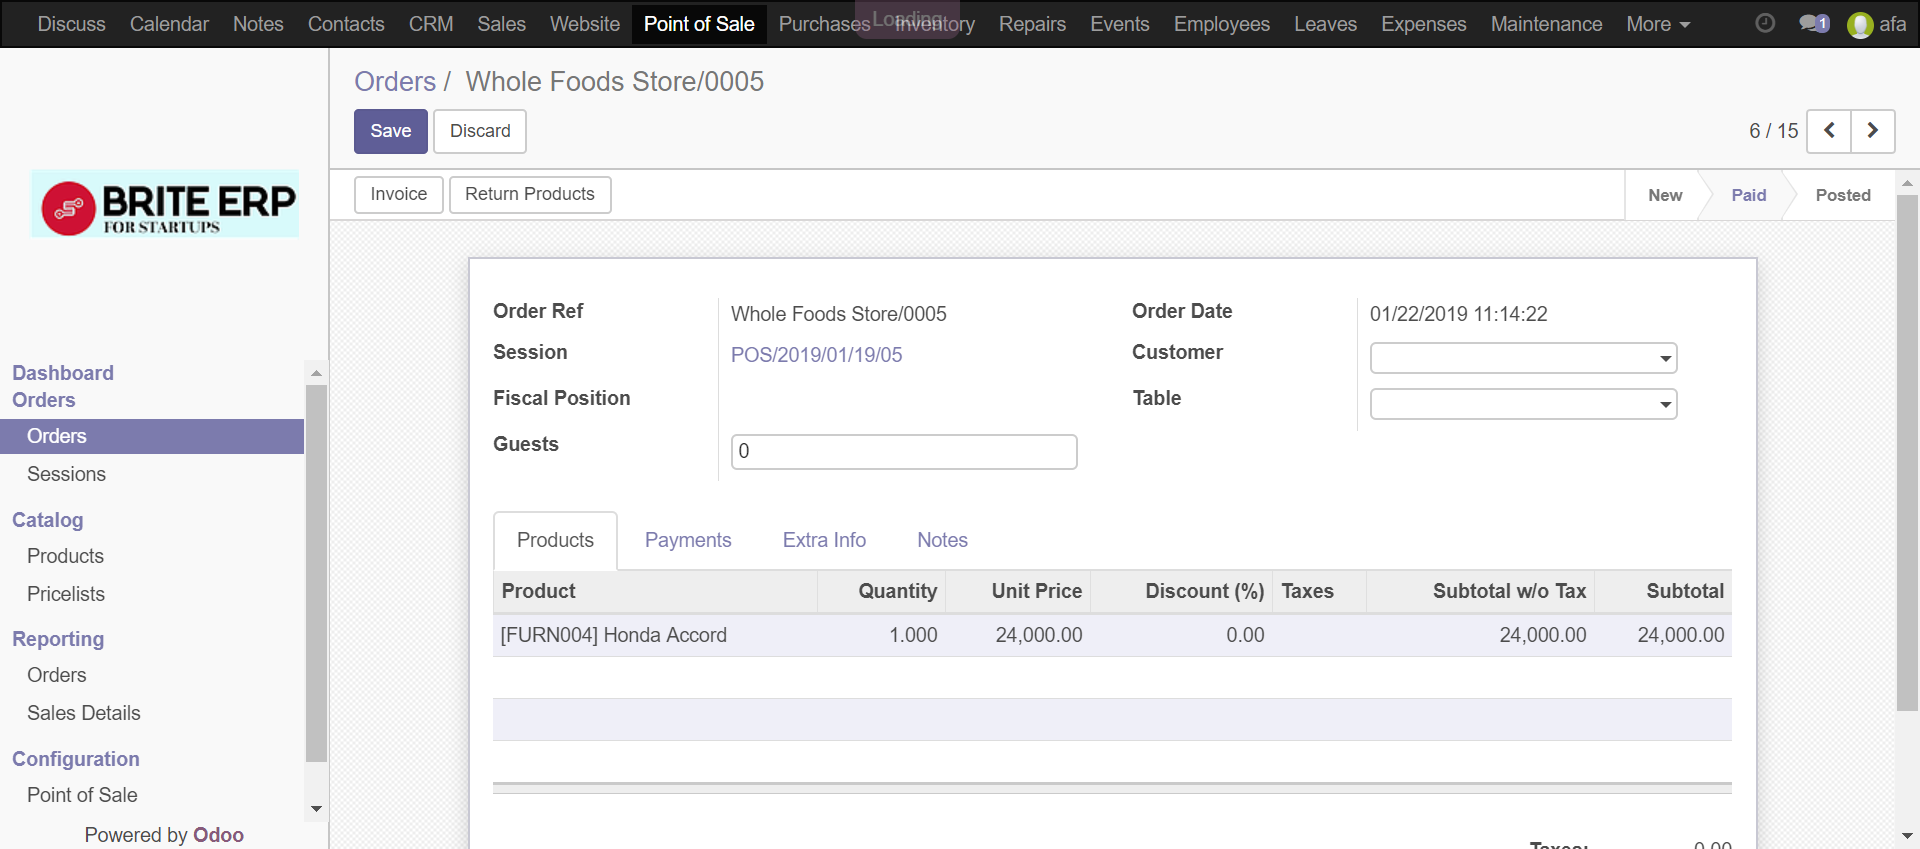 Discuss Calendar Notes Contacts CRM Sales Website Point of Sale Purchases Inventory Repairs Events Employees Leaves Expenses Maintenance More 1 afa
Loading
Orders / Whole Foods Store/0005
Save Discard
6 / 15
Invoice Return Products
New Paid Posted
BRITE ERP
FOR STARTUPS
Dashboard
Orders
Orders
Sessions
Catalog
Products
Pricelists
Reporting
Orders
Sales Details
Configuration
Point of Sale
Powered by Odoo
Order Ref Whole Foods Store/0005
Order Date 01/22/2019 11:14:22
Session POS/2019/01/19/05
Customer
Fiscal Position
Table
Guests 0
Products Payments Extra Info Notes
Product Quantity Unit Price Discount (%) Taxes Subtotal w/o Tax Subtotal
[FURN004] Honda Accord 1.000 24,000.00 0.00 24,000.00 24,000.00
Taxes: 0.00